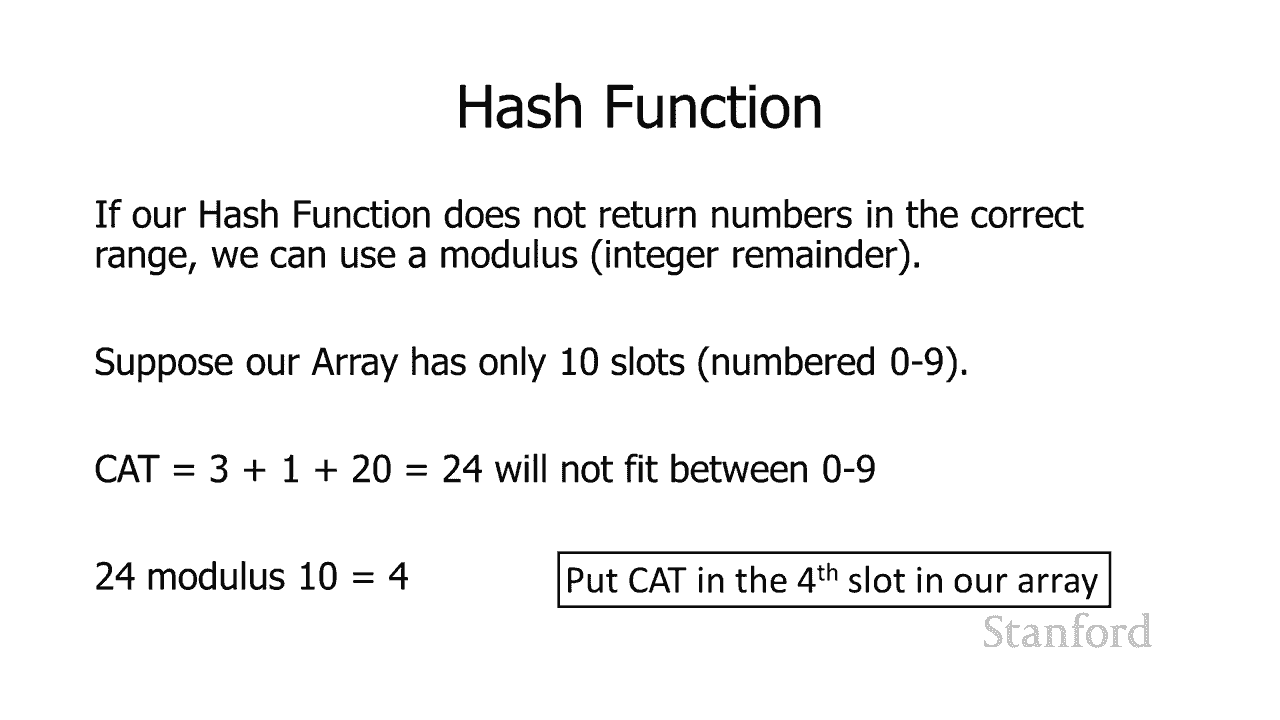 Hash Function
If our Hash Function does not return numbers in the correct
range, we can use a modulus (integer remainder).
Suppose our Array has only 10 slots (numbered 0-9).
CAT = 3 + 1 + 20 = 24 will not fit between 0-9
24 modulus 10 = 4
Put CAT in the 4th slot in our array
Stanford